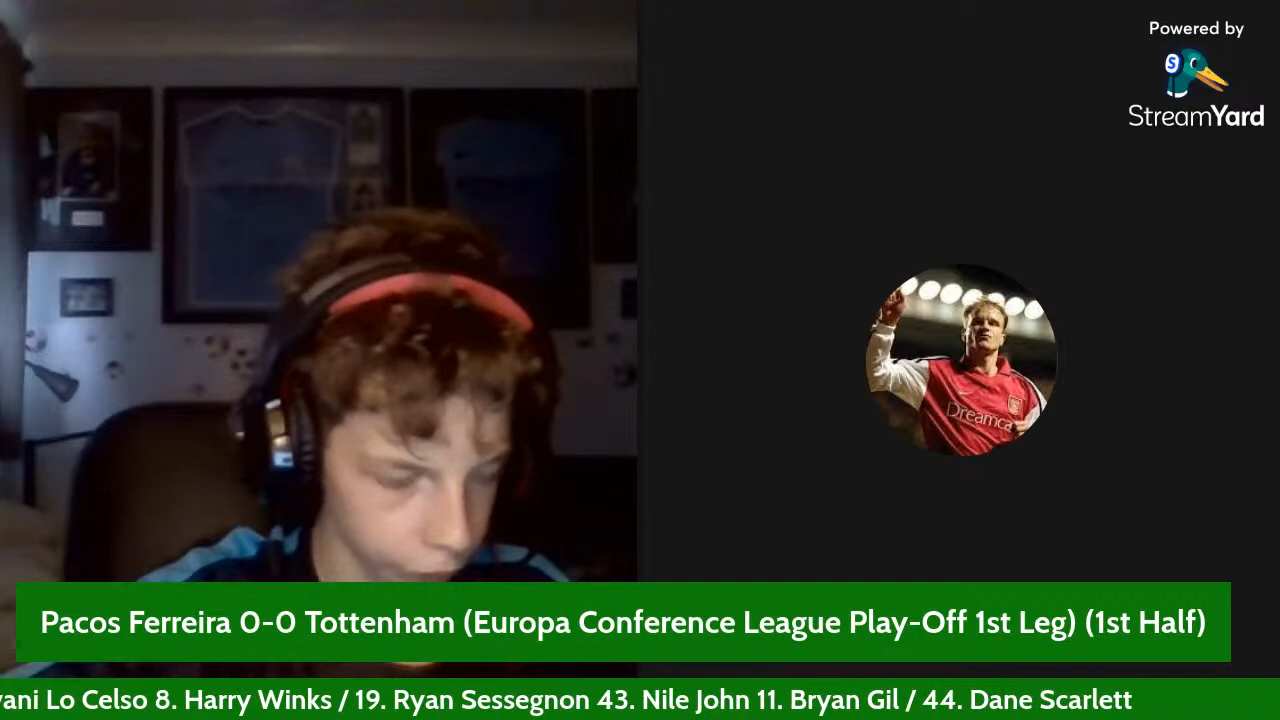 Powered by
S
StreamYard
Dreamca
Pacos Ferreira 0-0 Tottenham (Europa Conference League Play-Off 1st Leg) (1st Half)
vani Lo Celso 8. Harry Winks / 19. Ryan Sessegnon 43. Nile John 11. Bryan Gil / 44. Dane Scarlett